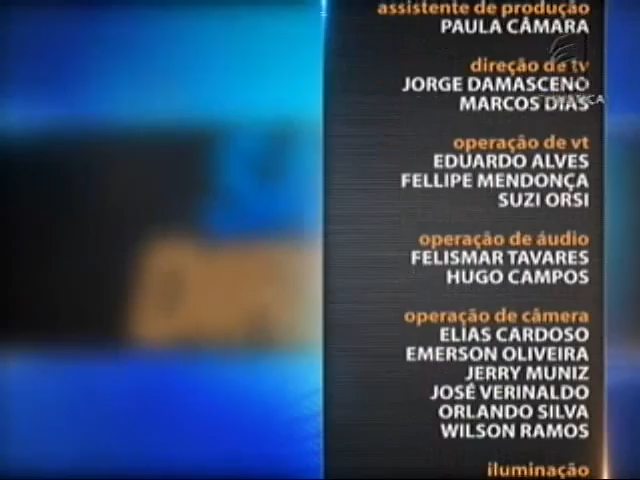 assistente de produção
PAULA CÂMARA
direção de tv
JORGE DAMASCENO
MARCOS DIAS
operação de vt
EDUARDO ALVES
FELLIPE MENDONÇA
SUZI ORSI
operação de áudio
FELISMAR TAVARES
HUGO CAMPOS
operação de câmera
ELIAS CARDOSO
EMERSON OLIVEIRA
JERRY MUNIZ
JOSÉ VERINALDO
ORLANDO SILVA
WILSON RAMOS
iluminação